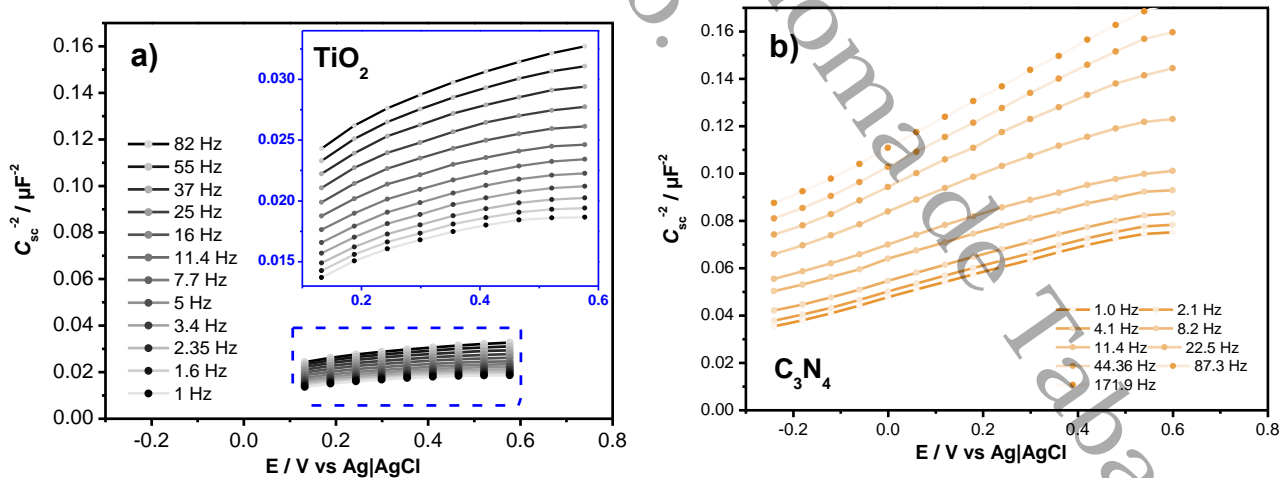 a)
TiO2
0.16
0.14
0.12
0.10
0.08
0.06
0.04
0.02
0.00
Csc-2 / µF-2
0.030
0.025
0.020
0.015
0.2
0.4
0.6
82 Hz
55 Hz
37 Hz
25 Hz
16 Hz
11.4 Hz
7.7 Hz
5 Hz
3.4 Hz
2.35 Hz
1.6 Hz
1 Hz
-0.2 0.0 0.2 0.4 0.6 0.8
E / V vs Ag|AgCl
b)
0.16
0.14
0.12
0.10
0.08
0.06
0.04
0.02
0.00
Csc-2 / µF-2
C3N4
1.0 Hz 2.1 Hz
4.1 Hz 8.2 Hz
11.4 Hz 22.5 Hz
44.36 Hz 87.3 Hz
171.9 Hz
-0.2 0.0 0.2 0.4 0.6 0.8
E / V vs Ag|AgCl
oma de Taba